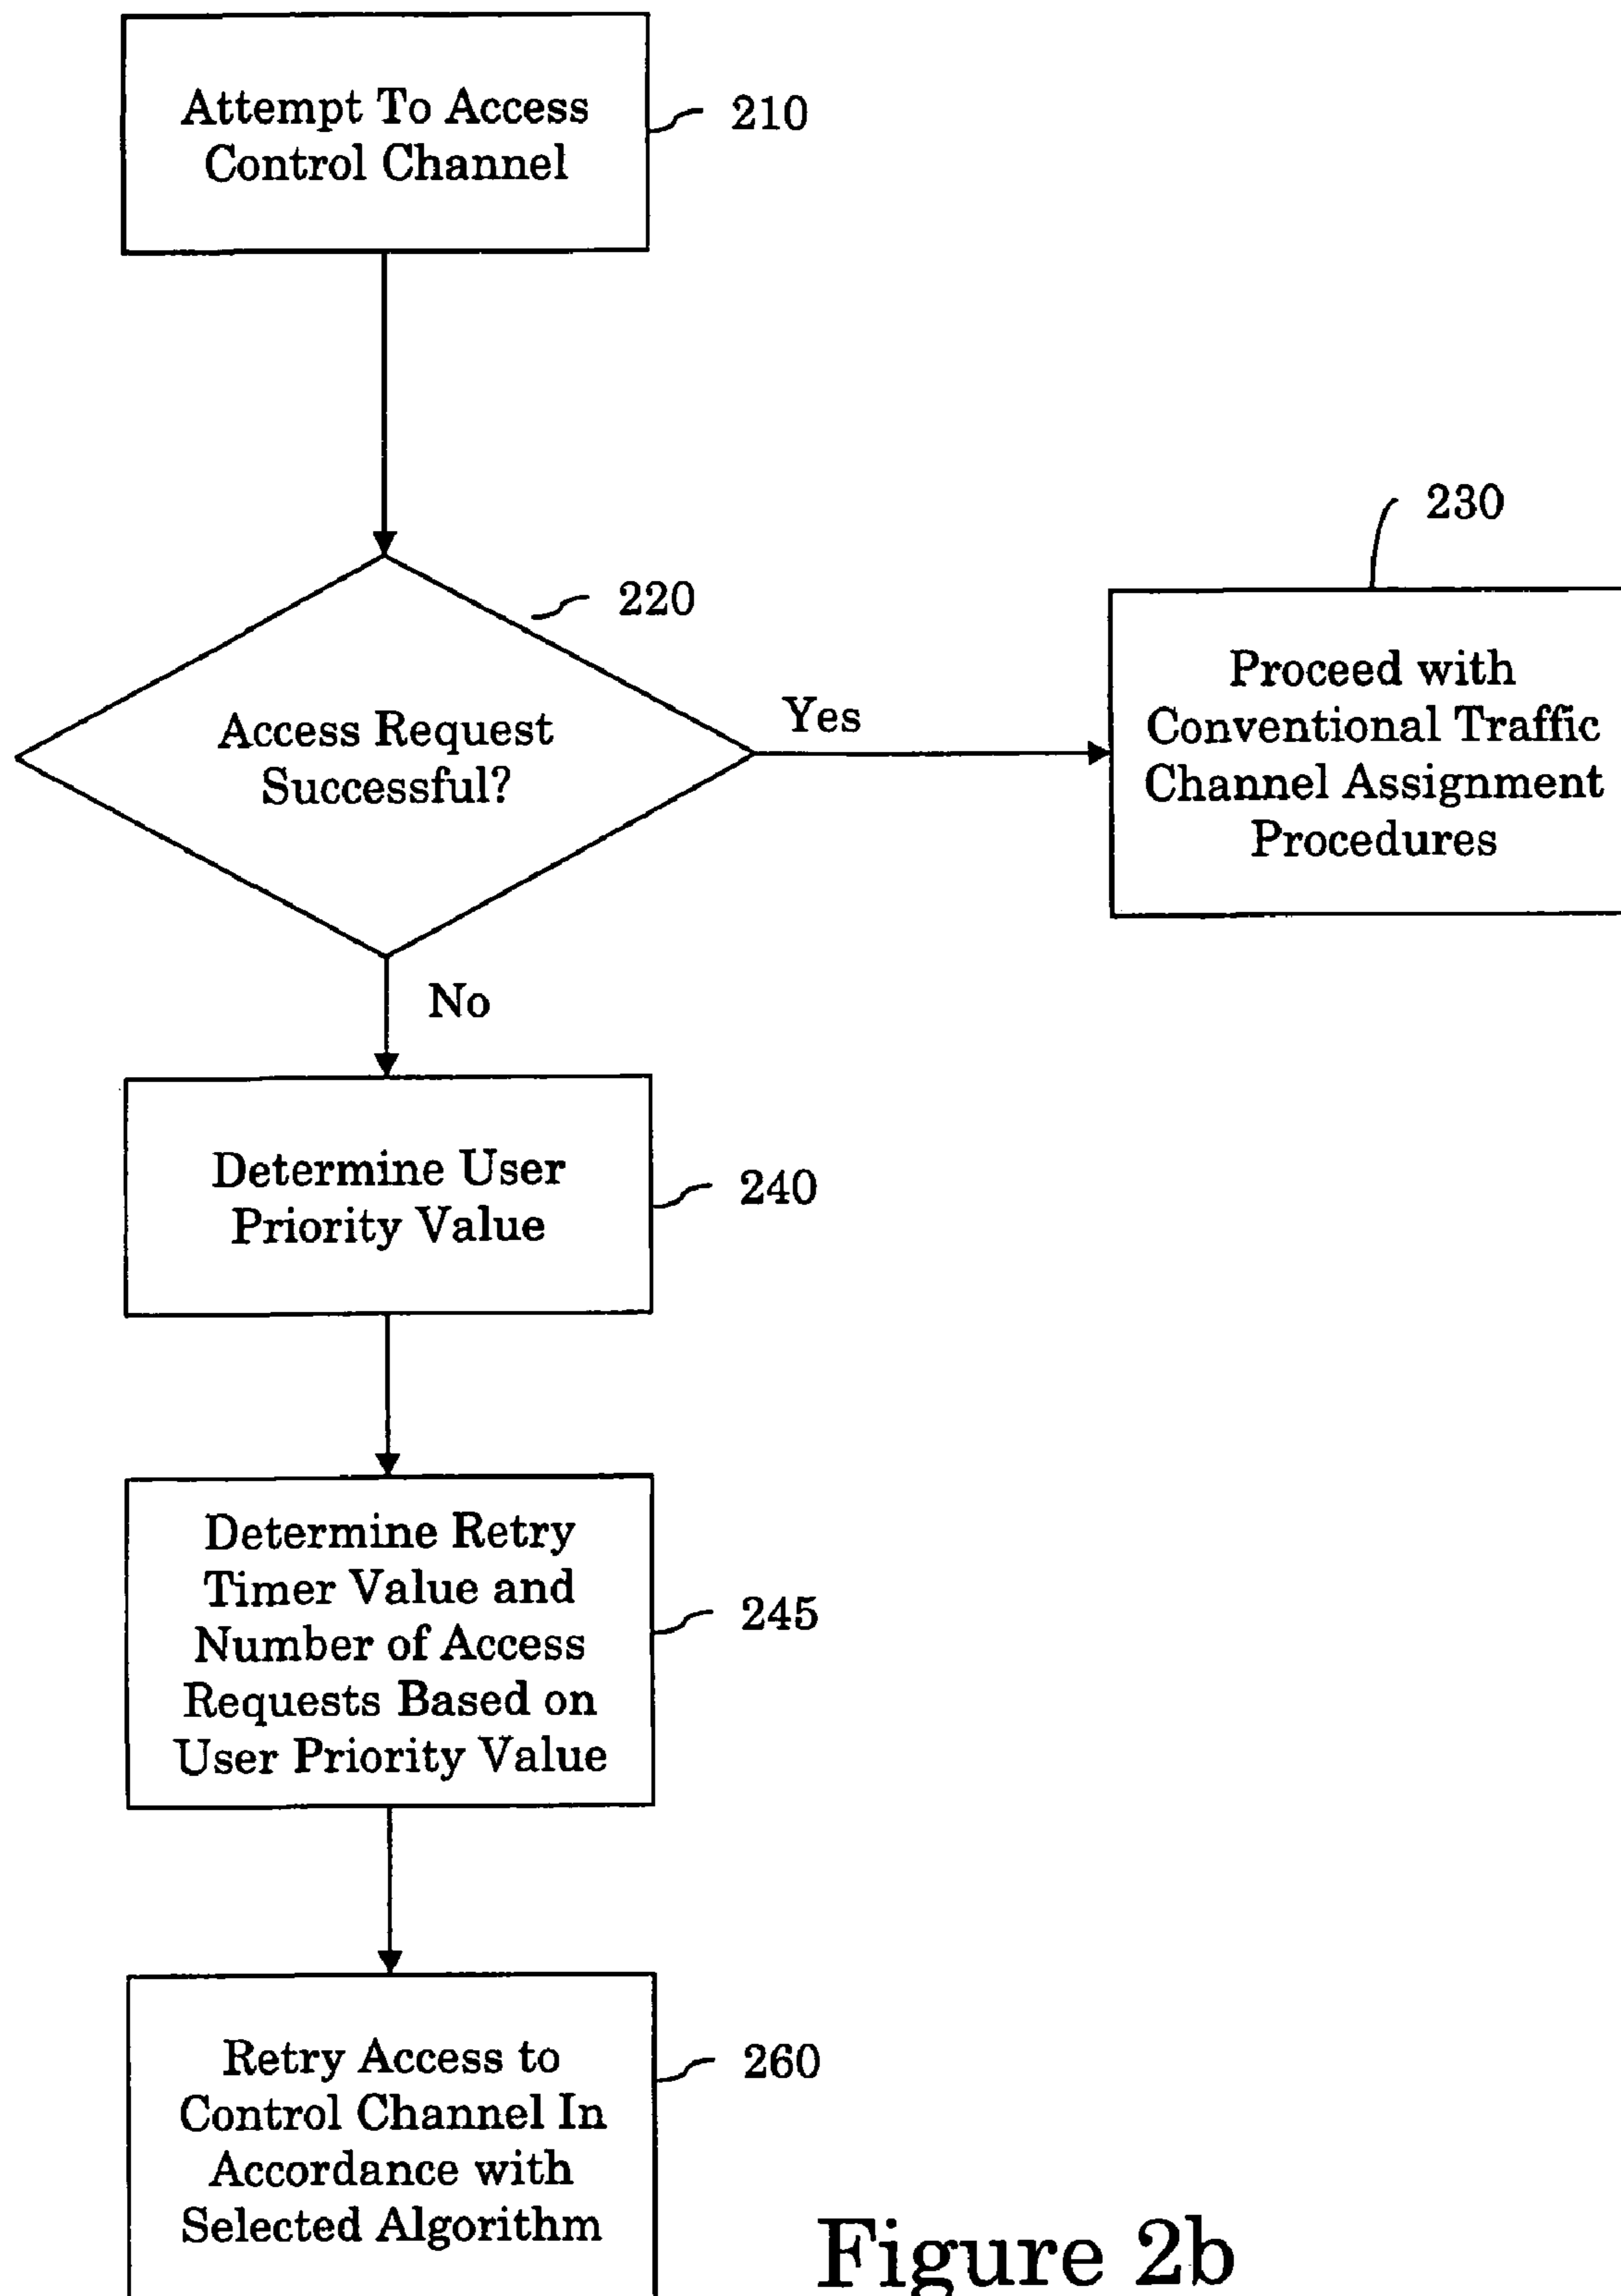 Attempt To Access
Control Channel
210
220
Access Request
Successful?
Yes
230
Proceed with
Conventional Traffic
Channel Assignment
Procedures
No
Determine User
Priority Value
240
Determine Retry
Timer Value and
Number of Access
Requests Based on
User Priority Value
245
Retry Access to
Control Channel In
Accordance with
Selected Algorithm
260
Figure 2b